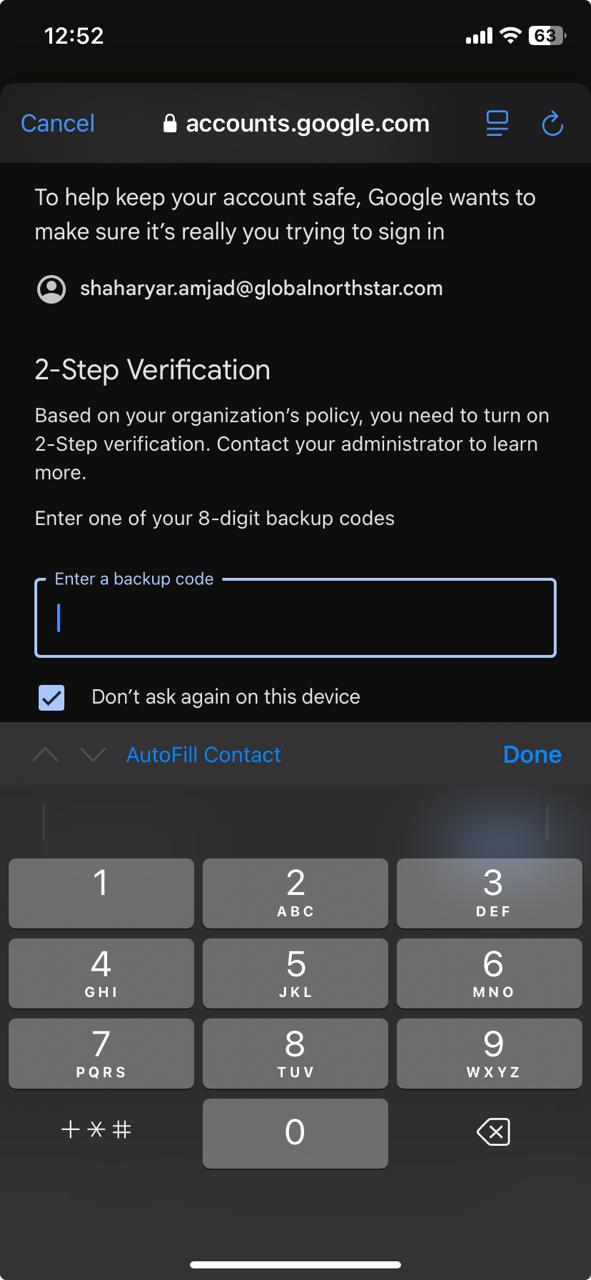 12:52
63
Cancel
accounts.google.com
To help keep your account safe, Google wants to
make sure it’s really you trying to sign in
shaharyar.amjad@globalnorthstar.com
2-Step Verification
Based on your organization’s policy, you need to turn on
2-Step verification. Contact your administrator to learn
more.
Enter one of your 8-digit backup codes
Enter a backup code
Don’t ask again on this device
AutoFill Contact
Done
1
2
ABC
3
DEF
4
GHI
5
JKL
6
MNO
7
PQRS
8
TUV
9
WXYZ
+*#
0